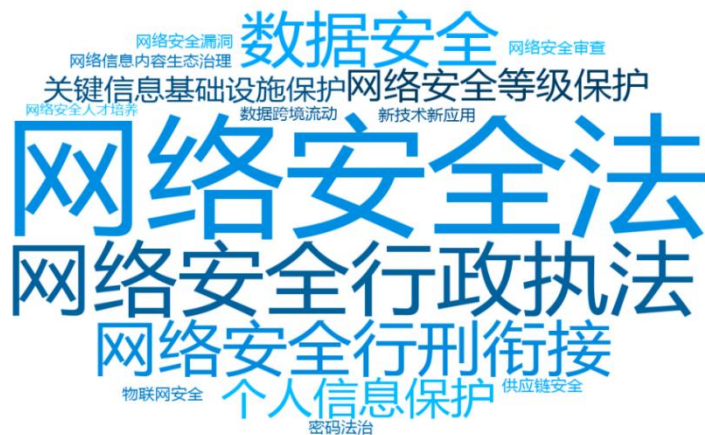 网络安全漏洞
数据安全
网络安全审查
网络信息内容生态治理
关键信息基础设施保护
网络安全等级保护
网络安全人才培养
数据跨境流动
新技术新应用
网络安全法
网络安全行政执法
网络安全行刑衔接
物联网安全
个人信息保护
供应链安全
密码法治